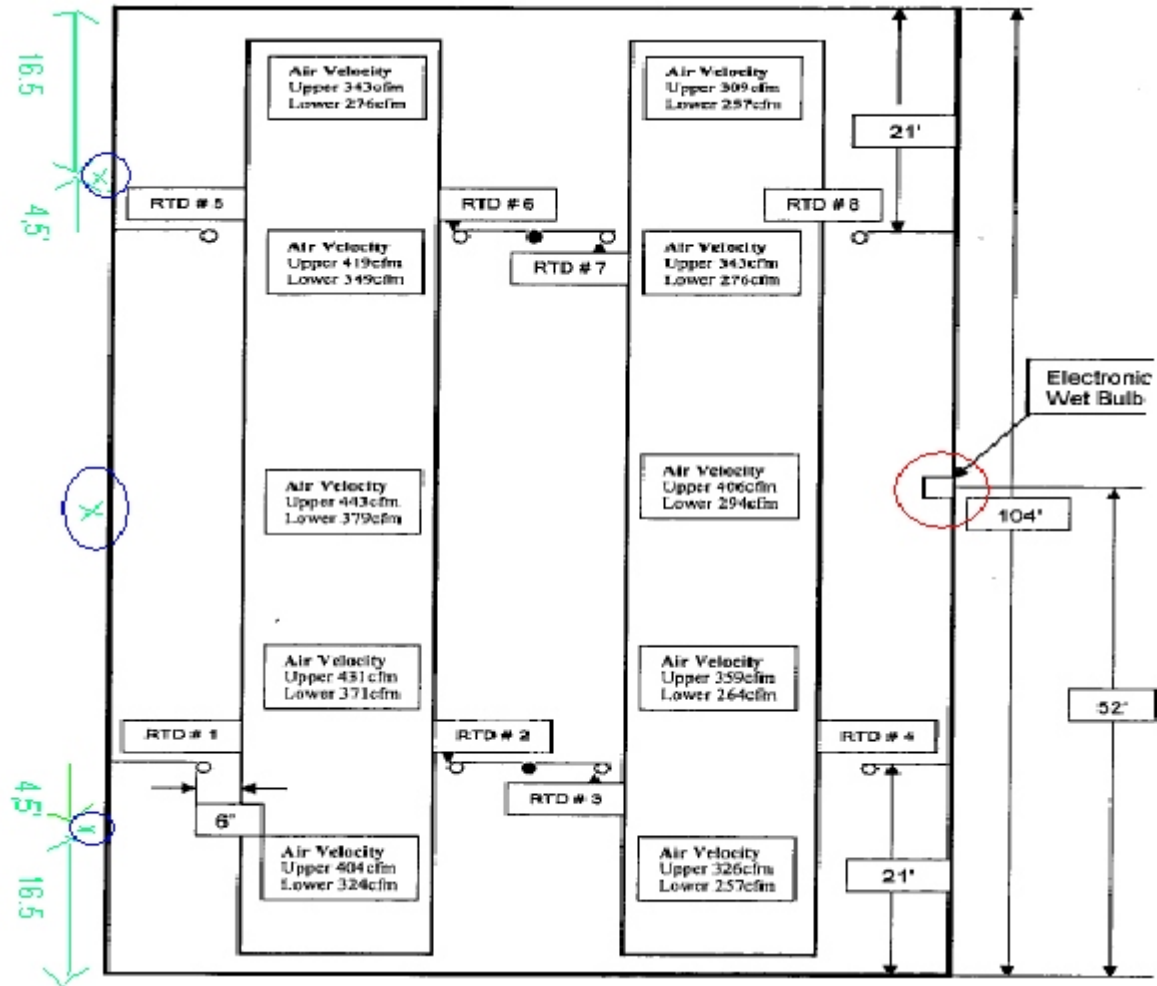 16.5
4,5'
X
X
4,5'
X
16.5
Air Velocity
Upper 343cfm
Lower 276cfm
Air Velocity
Upper 309cfm
Lower 257cfm
21'
RTD # 5
RTD # 6
RTD # 8
Air Velocity
Upper 419cfm
Lower 349cfm
RTD # 7
Air Velocity
Upper 343cfm
Lower 276cfm
Electronic
Wet Bulb
Air Velocity
Upper 443cfm
Lower 379cfm
Air Velocity
Upper 406cfm
Lower 294cfm
104'
Air Velocity
Upper 431cfm
Lower 371cfm
Air Velocity
Upper 359cfm
Lower 264cfm
52'
RTD # 1
RTD # 2
RTD # 4
RTD # 3
6"
Air Velocity
Upper 404cfm
Lower 324cfm
Air Velocity
Upper 326cfm
Lower 257cfm
21'